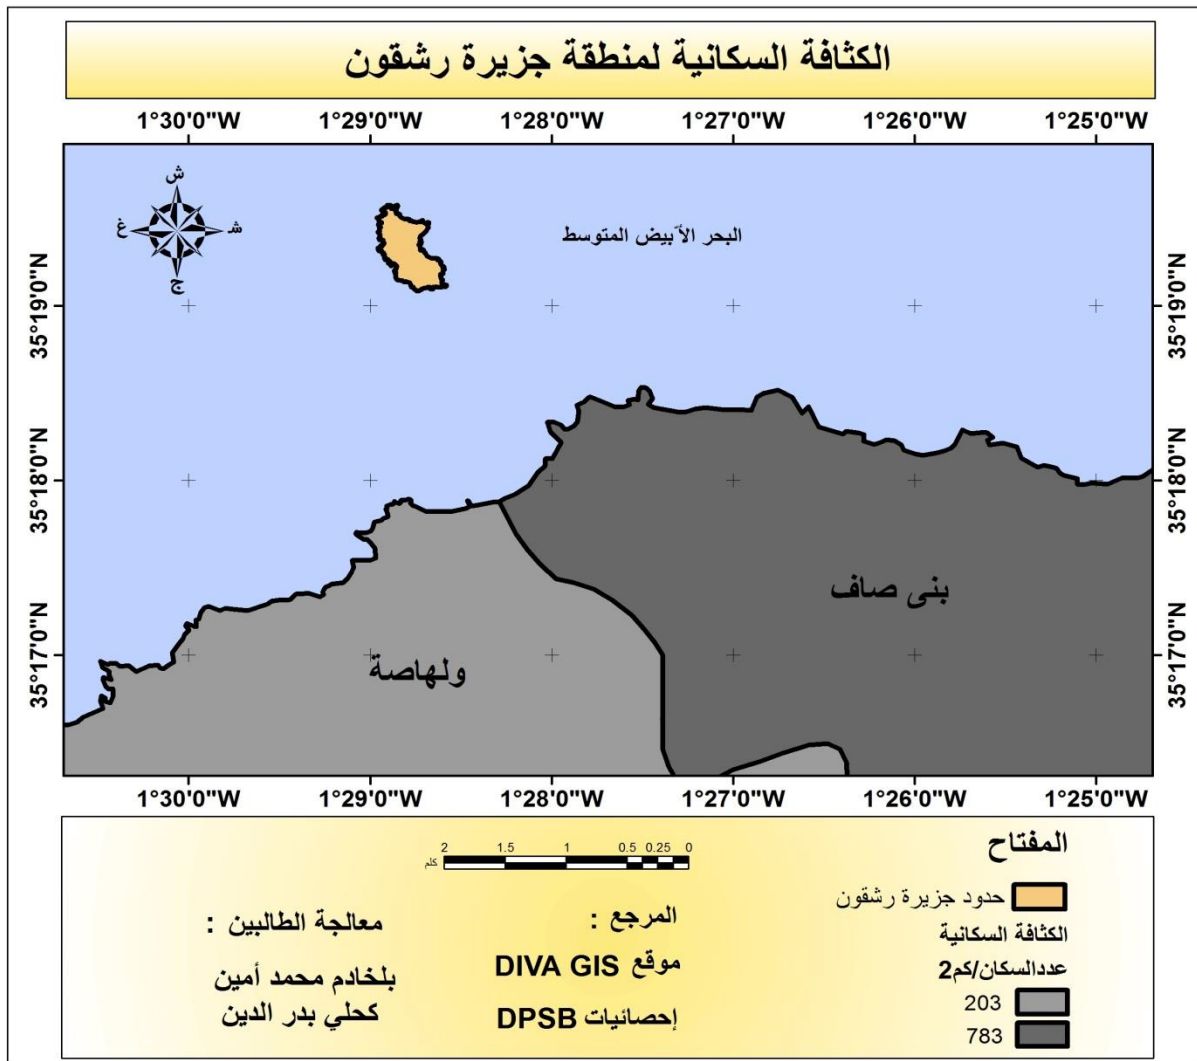 الكثافة السكانية لمنطقة جزيرة رشقون
1°30'0"W 1°29'0"W 1°28'0"W 1°27'0"W 1°26'0"W 1°25'0"W
ش
غ
شـ
ج
البحر الأبيض المتوسط
35°19'0"N
35°19'0"N
35°18'0"N
35°18'0"N
35°17'0"N
35°17'0"N
بنى صاف
ولهاصة
1°30'0"W 1°29'0"W 1°28'0"W 1°27'0"W 1°26'0"W 1°25'0"W
المفتاح
حدود جزيرة رشقون
الكثافة السكانية
عددالسكان/كم2
203
783
2 1.5 1 0.5 0.25 0
كلم
المرجع :
موقع DIVA GIS
إحصائيات DPSB
معالجة الطالبين :
بلخادم محمد أمين
كحلي بدر الدين